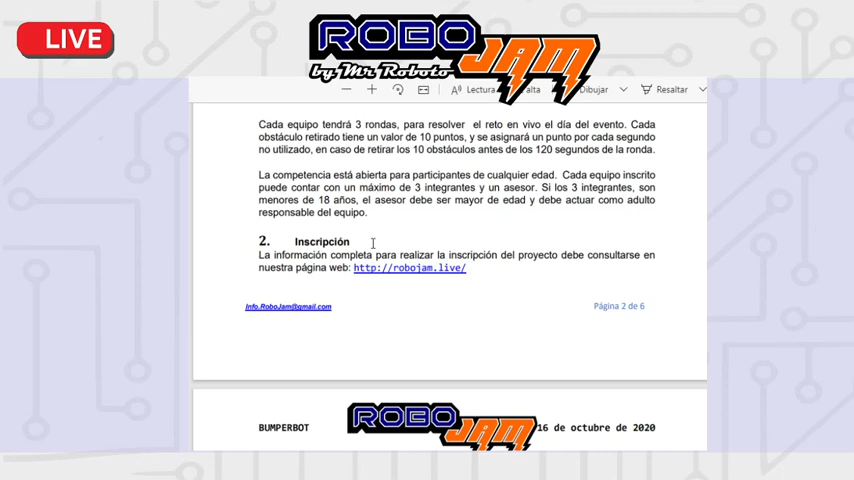 LIVE
ROBO
JAM
by Mr Roboto
Lectura
alta
Dibujar
Resaltar
Cada equipo tendrá 3 rondas, para resolver el reto en vivo el día del evento. Cada
obstáculo retirado tiene un valor de 10 puntos, y se asignará un punto por cada segundo
no utilizado, en caso de retirar los 10 obstáculos antes de los 120 segundos de la ronda.
La competencia está abierta para participantes de cualquier edad. Cada equipo inscrito
puede contar con un máximo de 3 integrantes y un asesor. Si los 3 integrantes, son
menores de 18 años, el asesor debe ser mayor de edad y debe actuar como adulto
responsable del equipo.
2. Inscripción
La información completa para realizar la inscripción del proyecto debe consultarse en
nuestra página web: http://robojam.live/
Info.RoboJam@gmail.com
Página 2 de 6
BUMPERBOT
ROBO
JAM
16 de octubre de 2020